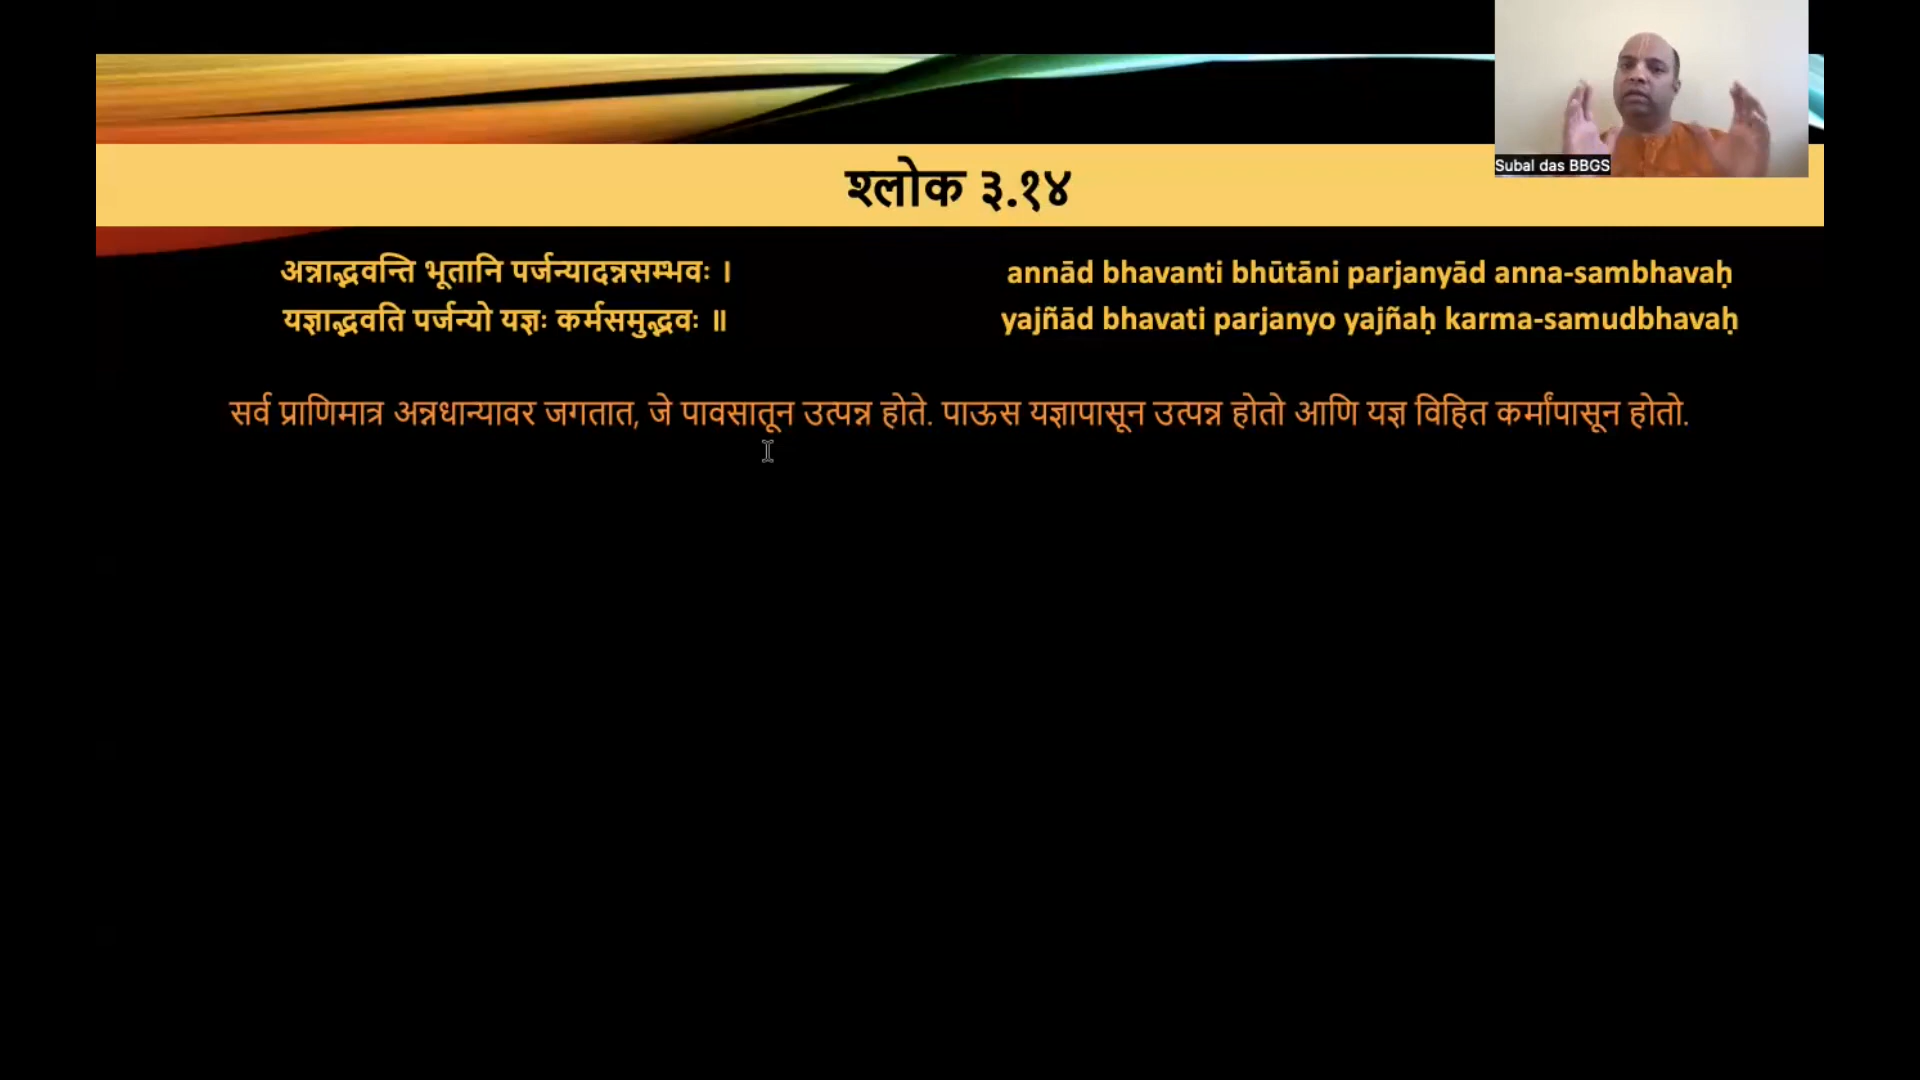 Subal das BBGS
श्लोक ३.१४
अन्नाद्भवन्ति भूतानि पर्जन्यादन्नसम्भवः ।
यज्ञाद्भवति पर्जन्यो यज्ञः कर्मसमुद्भवः ॥
annād bhavanti bhūtāni parjanyād anna-sambhavaḥ
yajñād bhavati parjanyo yajñaḥ karma-samudbhavaḥ
सर्व प्राणिमात्र अन्नधान्यावर जगतात, जे पावसातून उत्पन्न होते. पाऊस यज्ञापासून उत्पन्न होतो आणि यज्ञ विहित कर्मांपासून होतो.